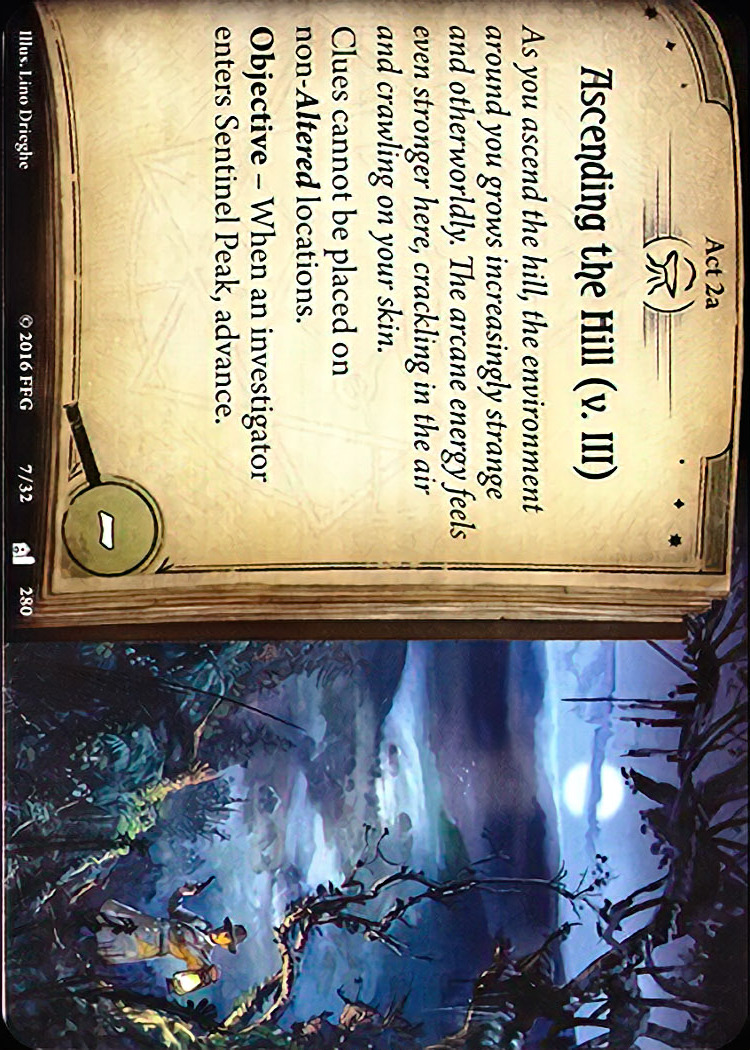 Act 2a
Ascending the Hill (v. III)
As you ascend the hill, the environment
around you grows increasingly strange
and otherworldly. The arcane energy feels
even stronger here, crackling in the air
and crawling on your skin.
Clues cannot be placed on
non-Altered locations.
Objective – When an investigator
enters Sentinel Peak, advance.
–
Illus. Lino Drieghe
© 2016 FFG
7/32
280